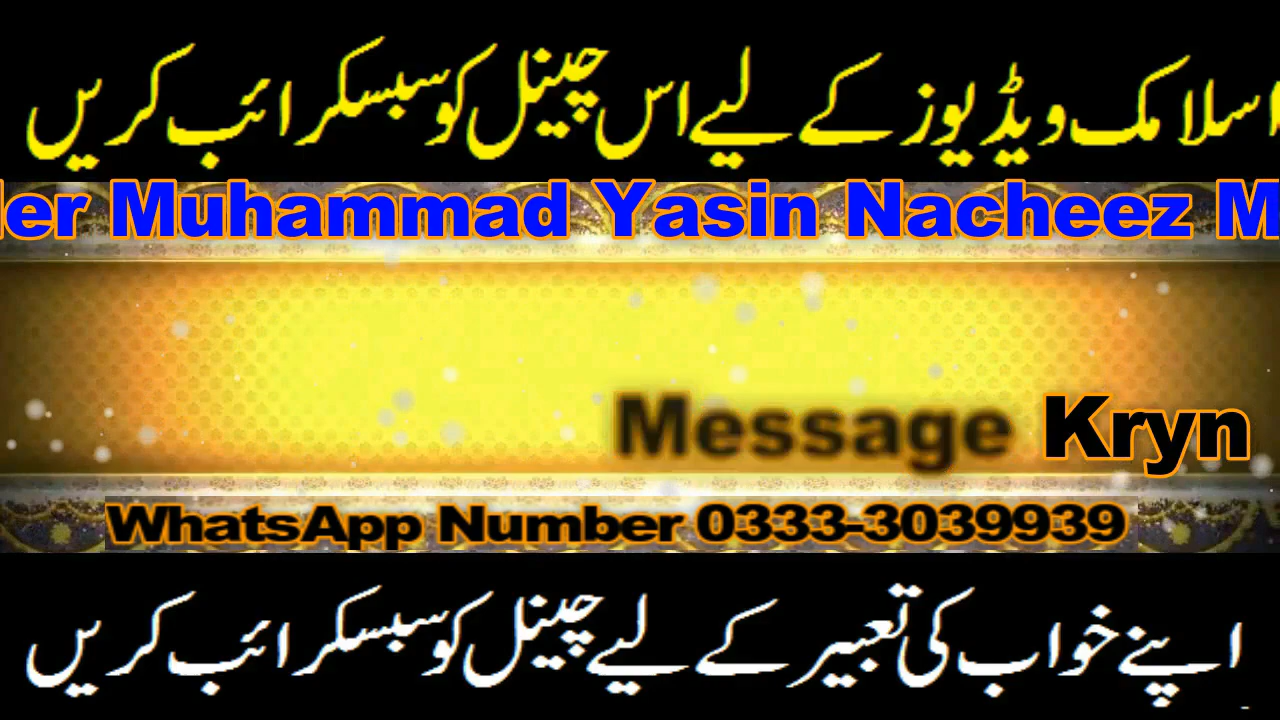 اسلامک ویڈیوز کے لیے اس چینل کو سبسکرائب کریں
ler Muhammad Yasin Nacheez M
Message Kryn
WhatsApp Number 0333-3039939
اپنے خواب کی تعبیر کے لیے چینل کو سبسکرائب کریں